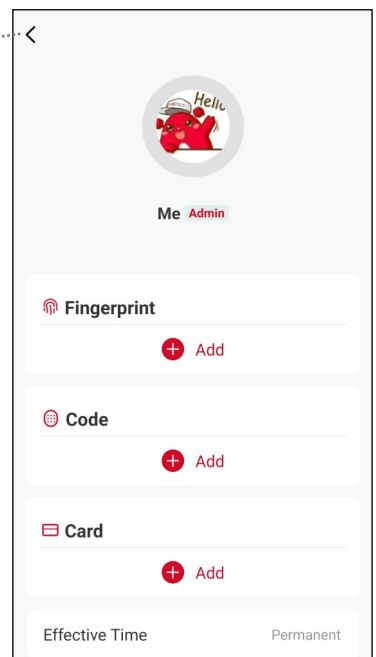 Hello
Me Admin
Fingerprint
Add
Code
Add
Card
Add
Effective Time Permanent